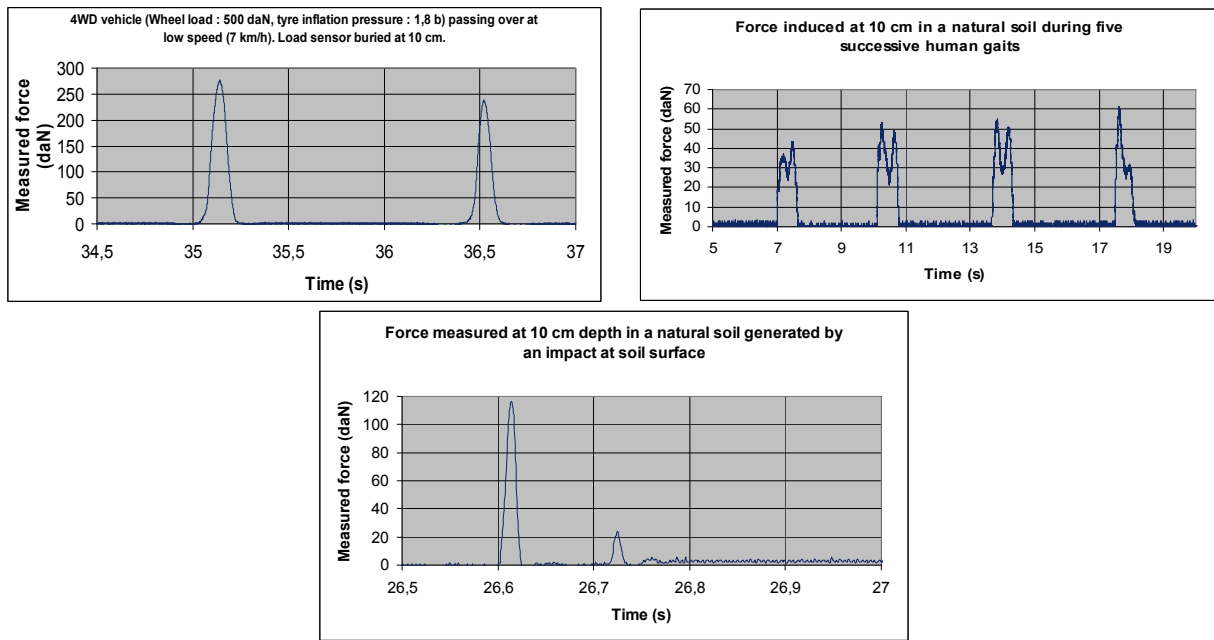 4WD vehicle (Wheel load : 500 daN, tyre inflation pressure : 1,8 b) passing over at
low speed (7 km/h). Load sensor buried at 10 cm.
Measured force
(daN)
300
250
200
150
100
50
0
34,5 35 35,5 36 36,5 37
Time (s)
Force induced at 10 cm in a natural soil during five
successive human gaits
Measured force (daN)
70
60
50
40
30
20
10
0
5 7 9 11 13 15 17 19
Time (s)
Force measured at 10 cm depth in a natural soil generated by
an impact at soil surface
Measured force (daN)
120
100
80
60
40
20
0
26,5 26,6 26,7 26,8 26,9 27
Time (s)